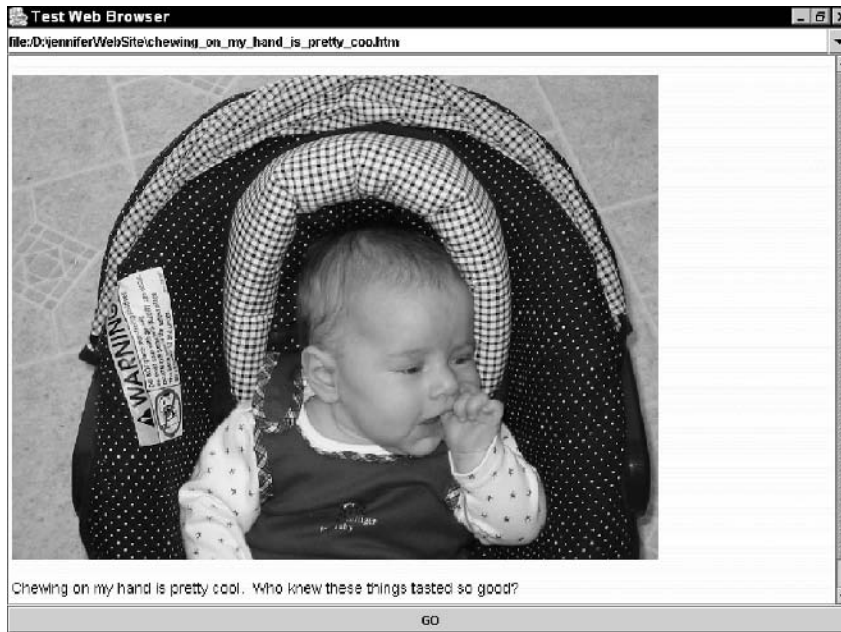 Test Web Browser
file:/D:\jenniferWebSite\chewing_on_my_hand_is_pretty_coo.htm
WARNING
Chewing on my hand is pretty cool.  Who knew these things tasted so good?
GO